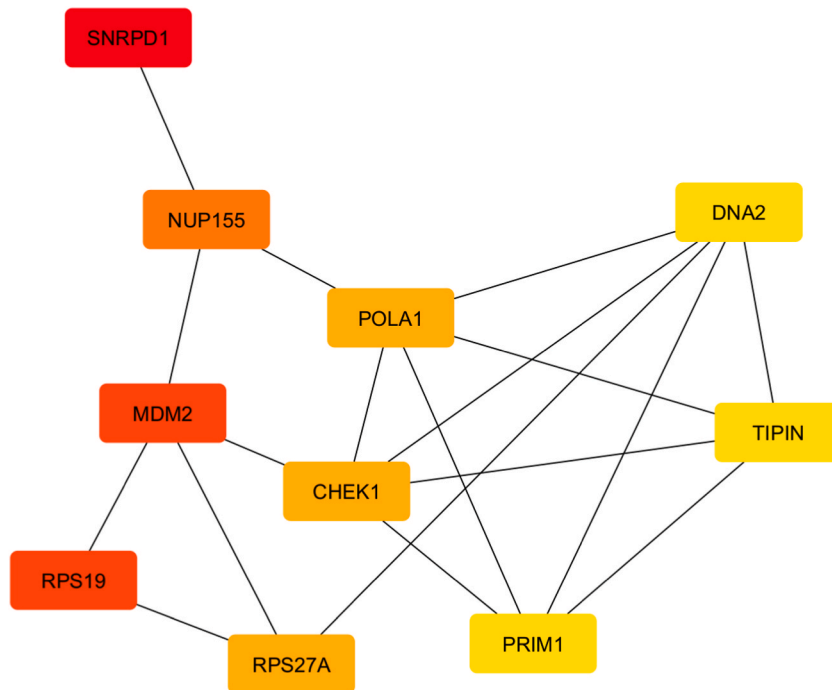 SNRPD1
NUP155
DNA2
POLA1
MDM2
TIPIN
CHEK1
RPS19
PRIM1
RPS27A